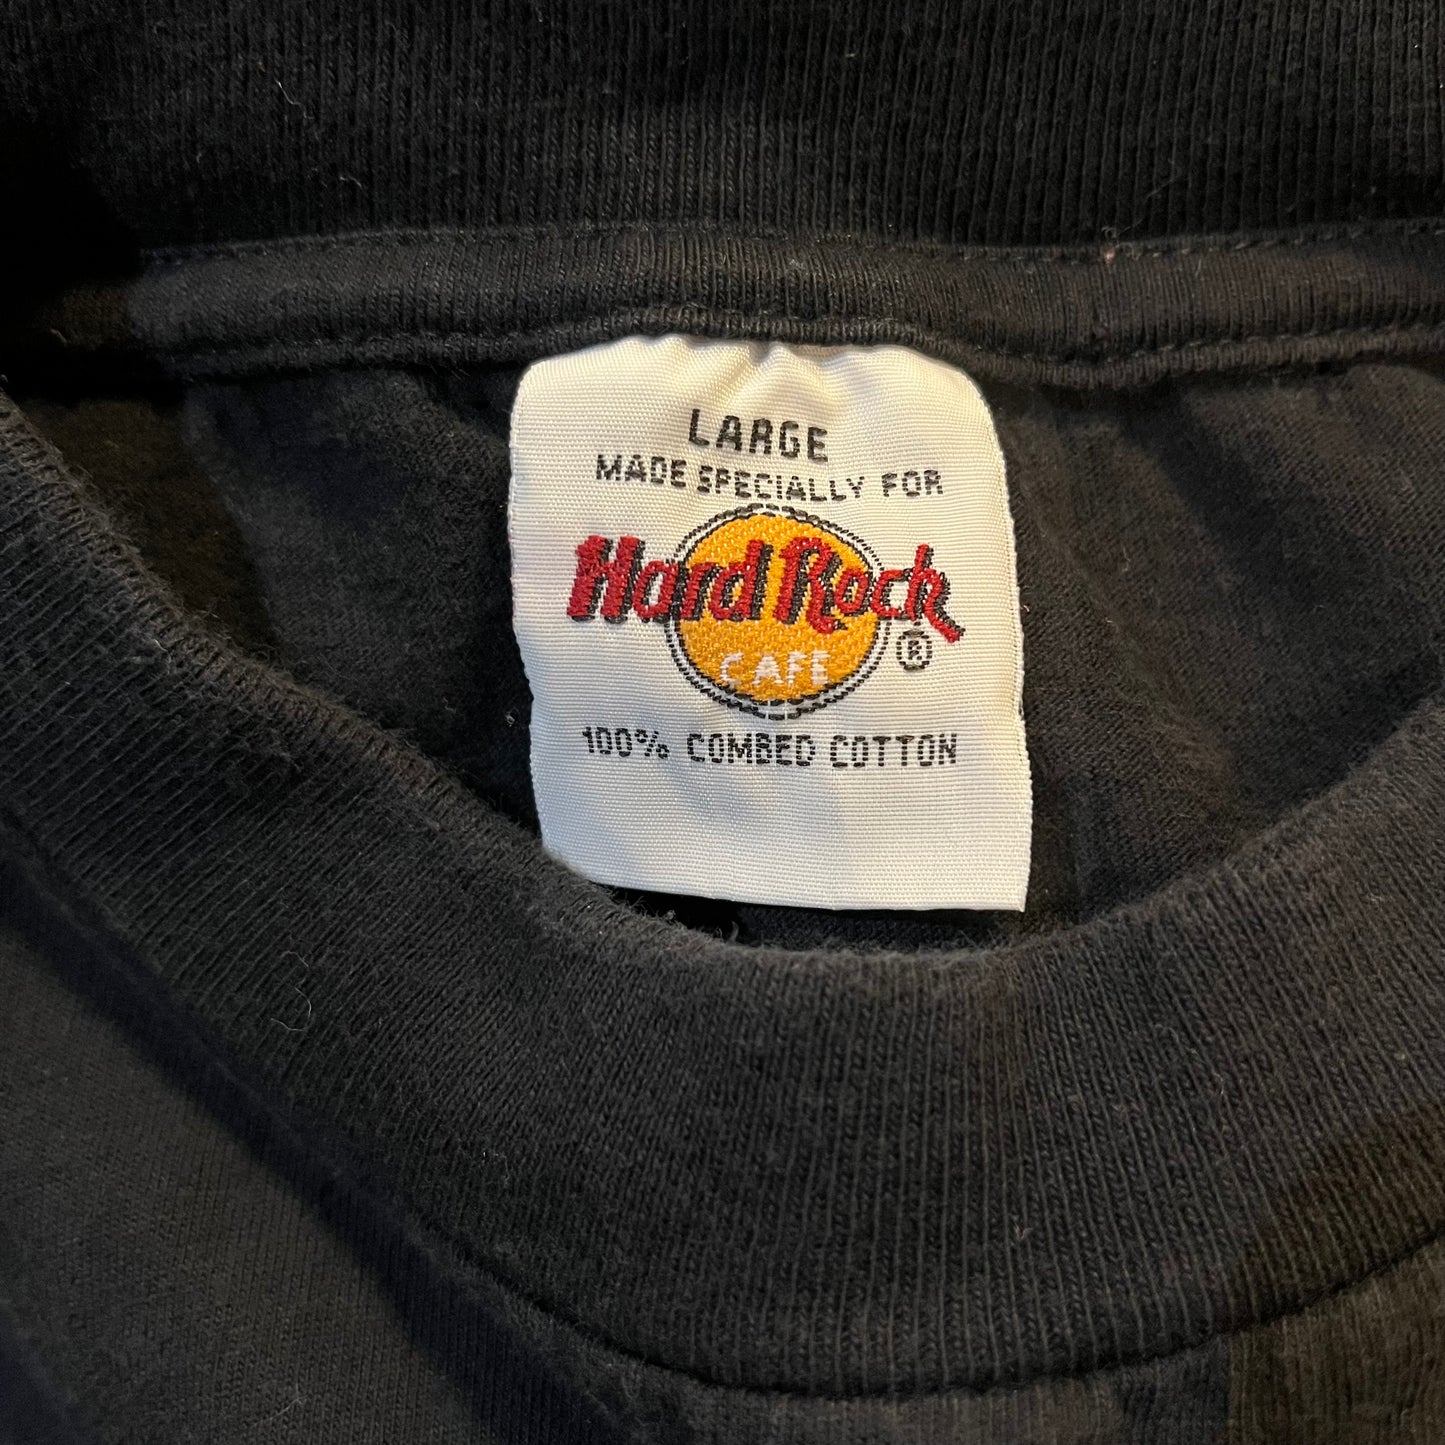 LARGE
MADE SPECIALLY FOR
Hard Rock
CAFE
®
100% COMBED COTTON